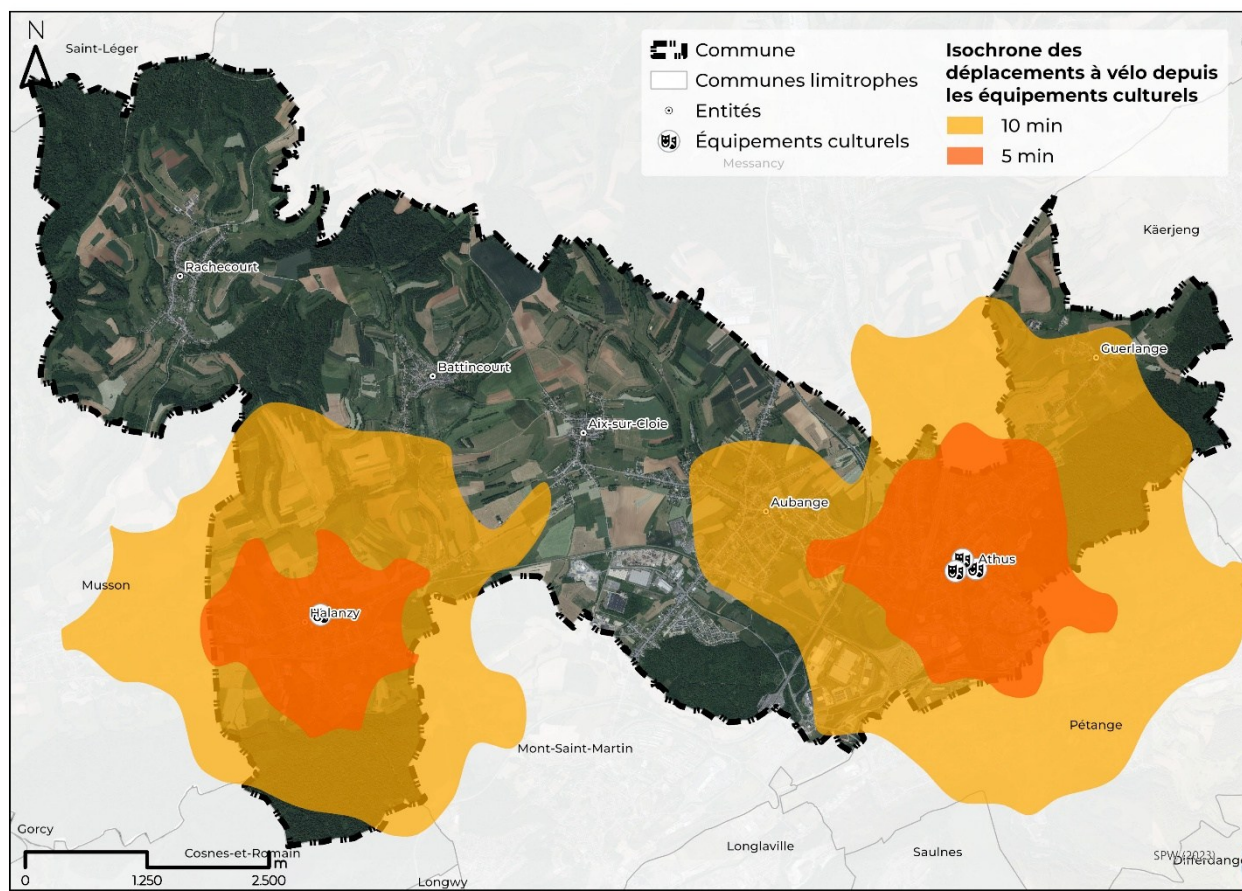 N
Saint-Léger
Commune
Communes limitrophes
Entités
Équipements culturels
Isochrone des
déplacements à vélo depuis
les équipements culturels
10 min
5 min
Messancy
Käerjeng
Rachecourt
Guerlange
Battincourt
Aix-sur-Cloie
Aubange
Athus
Musson
Halanzy
Pétange
Mont-Saint-Martin
Gorcy
Cosnes-et-Romain
Longlaville
Saulnes
SPW (2023)
Differdange
m
0
1.250
2.500
Longwy